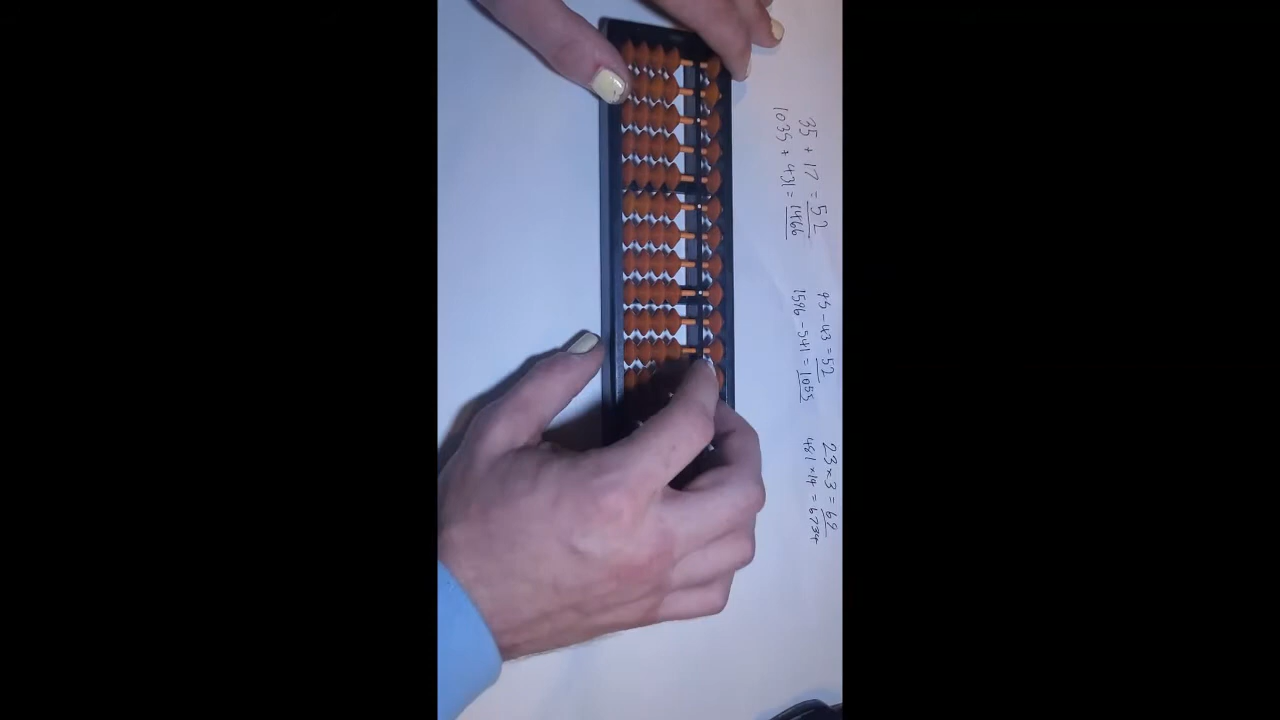 35 + 17 = 52
1035 + 431 = 1466
95 - 43 = 52
1596 - 541 = 1055
23 × 3 = 69
481 × 14 = 6734